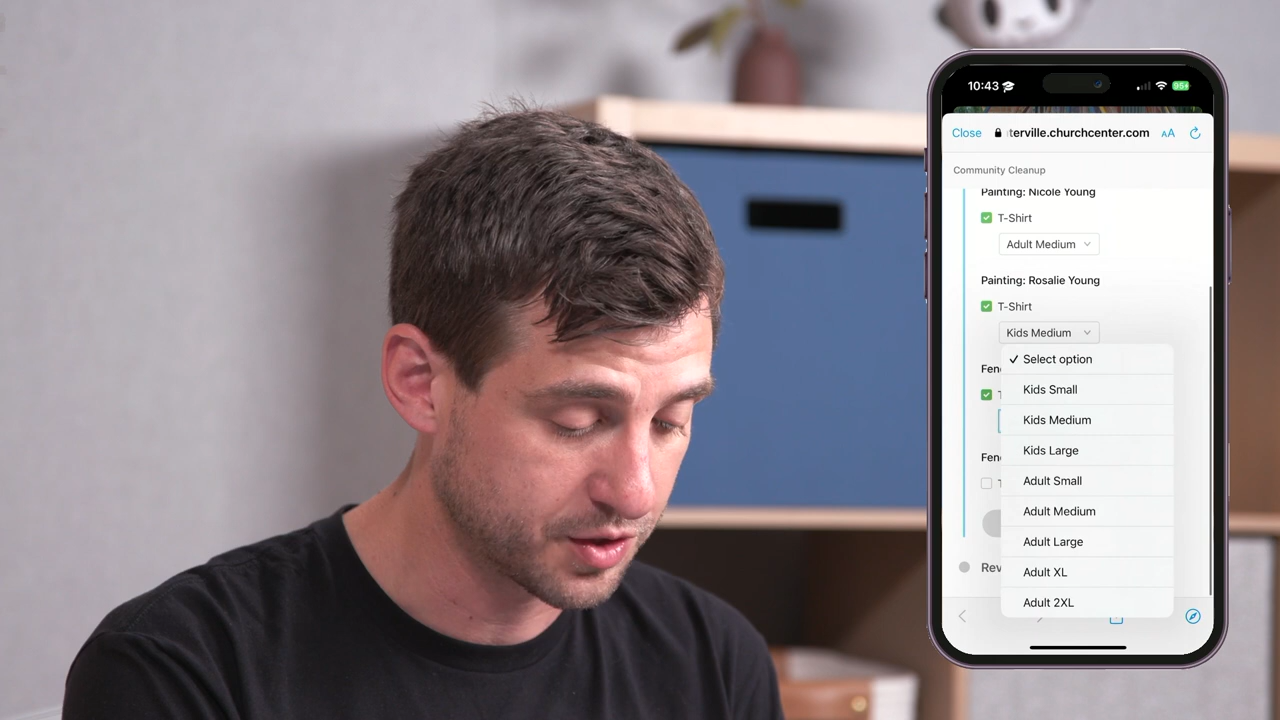 10:43
95+
Close
terville.churchcenter.com
AA
Community Cleanup
Painting: Nicole Young
T-Shirt
Adult Medium
Painting: Rosalie Young
T-Shirt
Kids Medium
Select option
Kids Small
Kids Medium
Kids Large
Adult Small
Adult Medium
Adult Large
Adult XL
Adult 2XL